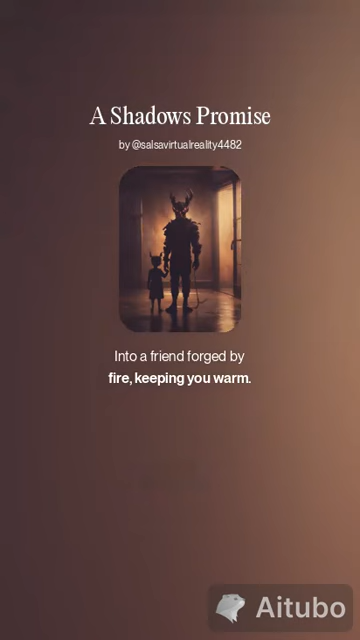 A Shadows Promise
by @salsavirtualreality4482
Into a friend forged by
fire, keeping you warm.
Aitubo